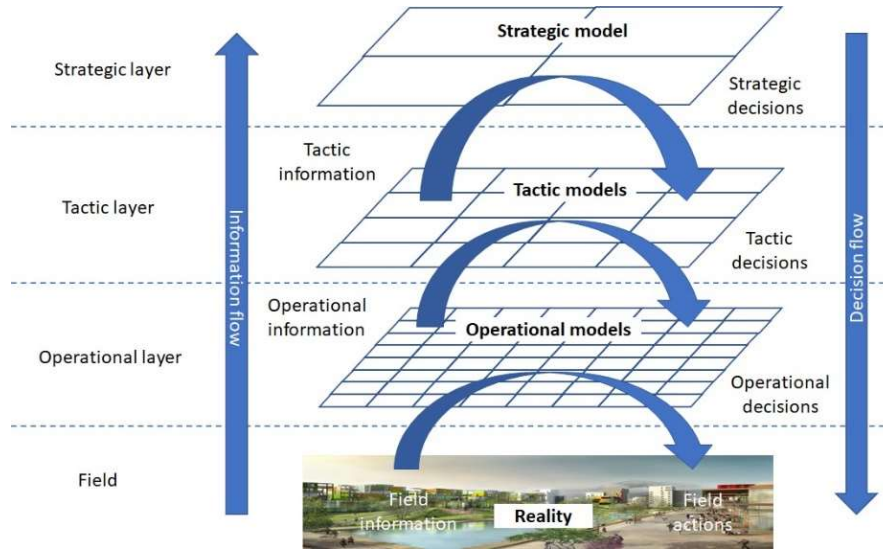 Strategic model
Strategic layer
Strategic
decisions
Tactic
information
Tactic models
Tactic layer
Tactic
decisions
Information flow
Decision flow
Operational
information
Operational models
Operational layer
Operational
decisions
Field
Field
information
Reality
Field
actions